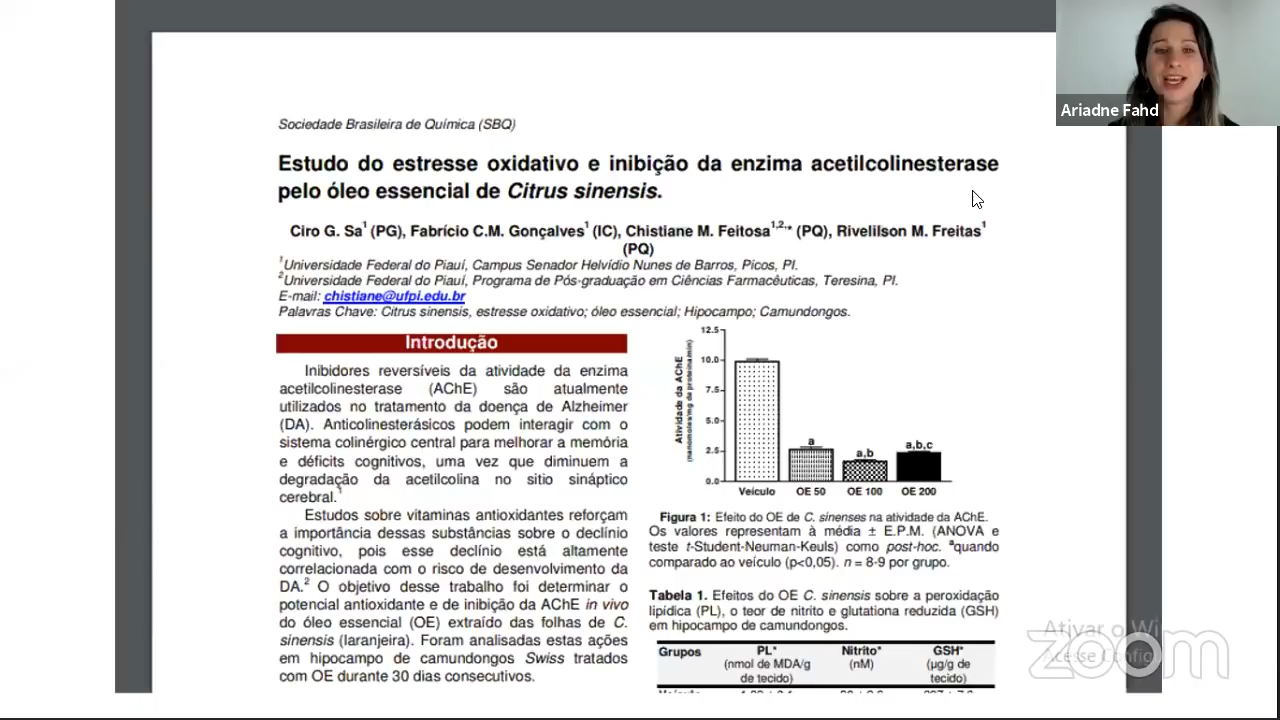 Ariadne Fahd
Sociedade Brasileira de Química (SBQ)
Estudo do estresse oxidativo e inibição da enzima acetilcolinesterase
pelo óleo essencial de Citrus sinensis.
Ciro G. Sa1 (PG), Fabrício C.M. Gonçalves1 (IC), Chistiane M. Feitosa1,2,* (PQ), Rivelilson M. Freitas1
(PQ)
1Universidade Federal do Piauí, Campus Senador Helvídio Nunes de Barros, Picos, PI.
2Universidade Federal do Piauí, Programa de Pós-graduação em Ciências Farmacêuticas, Teresina, PI.
E-mail: chistiane@ufpi.edu.br
Palavras Chave: Citrus sinensis, estresse oxidativo; óleo essencial; Hipocampo; Camundongos.
Introdução
Inibidores reversíveis da atividade da enzima
acetilcolinesterase (AChE) são atualmente
utilizados no tratamento da doença de Alzheimer
(DA). Anticolinesterásicos podem interagir com o
sistema colinérgico central para melhorar a memória
e déficits cognitivos, uma vez que diminuem a
degradação da acetilcolina no sitio sináptico
cerebral.1
Estudos sobre vitaminas antioxidantes reforçam
a importância dessas substâncias sobre o declínio
cognitivo, pois esse declínio está altamente
correlacionada com o risco de desenvolvimento da
DA.2 O objetivo desse trabalho foi determinar o
potencial antioxidante e de inibição da AChE in vivo
do óleo essencial (OE) extraído das folhas de C.
sinensis (laranjeira). Foram analisadas estas ações
em hipocampo de camundongos Swiss tratados
com OE durante 30 dias consecutivos.
Atividade da AChE
(nanomoles/mg de proteína/min)
12.5
10.0
7.5
5.0
2.5
0.0
a
a,b
a,b,c
Veículo OE 50 OE 100 OE 200
Figura 1: Efeito do OE de C. sinenses na atividade da AChE.
Os valores representam à média ± E.P.M. (ANOVA e
teste t-Student-Neuman-Keuls) como post-hoc. aquando
comparado ao veículo (p<0,05). n = 8-9 por grupo.
Tabela 1. Efeitos do OE C. sinensis sobre a peroxidação
lipídica (PL), o teor de nitrito e glutationa reduzida (GSH)
em hipocampo de camundongos.
Grupos PL* Nitrito* GSH*
(nmol de MDA/g (nM) (µg/g de
de tecido) tecido)
Ativar o Wi
Acesse Config
zoom